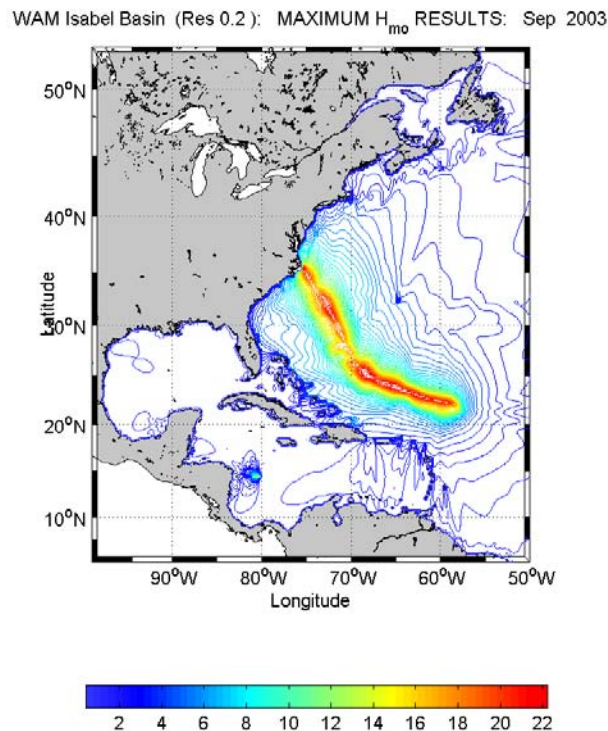 WAM Isabel Basin (Res 0.2 ): MAXIMUM Hmo RESULTS: Sep 2003
50°N
40°N
Latitude
30°N
20°N
10°N
90°W 80°W 70°W 60°W 50°W
Longitude
2 4 6 8 10 12 14 16 18 20 22